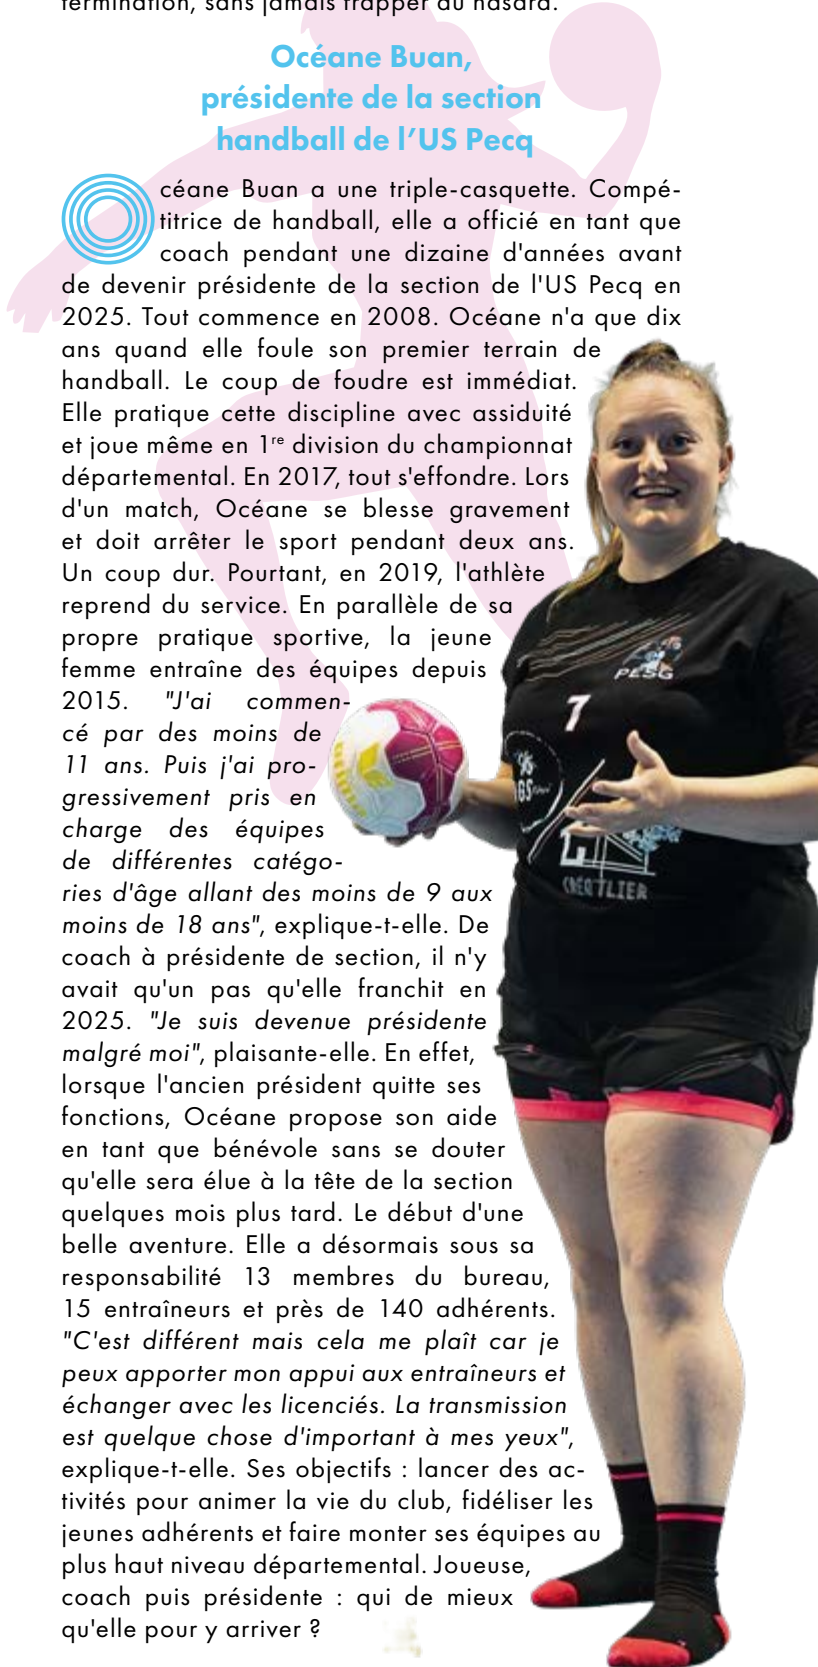 termination, sans jamais frapper au hasard.
Océane Buan,
présidente de la section
handball de l'US Pecq
Océane Buan a une triple-casquette. Compé-
titrice de handball, elle a officié en tant que
coach pendant une dizaine d'années avant
de devenir présidente de la section de l'US Pecq en
2025. Tout commence en 2008. Océane n'a que dix
ans quand elle foule son premier terrain de
handball. Le coup de foudre est immédiat.
Elle pratique cette discipline avec assiduité
et joue même en 1re division du championnat
départemental. En 2017, tout s'effondre. Lors
d'un match, Océane se blesse gravement
et doit arrêter le sport pendant deux ans.
Un coup dur. Pourtant, en 2019, l'athlète
reprend du service. En parallèle de sa
propre pratique sportive, la jeune
femme entraîne des équipes depuis
2015. "J'ai commen-
cé par des moins de
11 ans. Puis j'ai pro-
gressivement pris en
charge des équipes
de différentes catégo-
ries d'âge allant des moins de 9 aux
moins de 18 ans", explique-t-elle. De
coach à présidente de section, il n'y
avait qu'un pas qu'elle franchit en
2025. "Je suis devenue présidente
malgré moi", plaisante-elle. En effet,
lorsque l'ancien président quitte ses
fonctions, Océane propose son aide
en tant que bénévole sans se douter
qu'elle sera élue à la tête de la section
quelques mois plus tard. Le début d'une
belle aventure. Elle a désormais sous sa
responsabilité 13 membres du bureau,
15 entraîneurs et près de 140 adhérents.
"C'est différent mais cela me plaît car je
peux apporter mon appui aux entraîneurs et
échanger avec les licenciés. La transmission
est quelque chose d'important à mes yeux",
explique-t-elle. Ses objectifs : lancer des ac-
tivités pour animer la vie du club, fidéliser les
jeunes adhérents et faire monter ses équipes au
plus haut niveau départemental. Joueuse,
coach puis présidente : qui de mieux
qu'elle pour y arriver ?
PESG
7